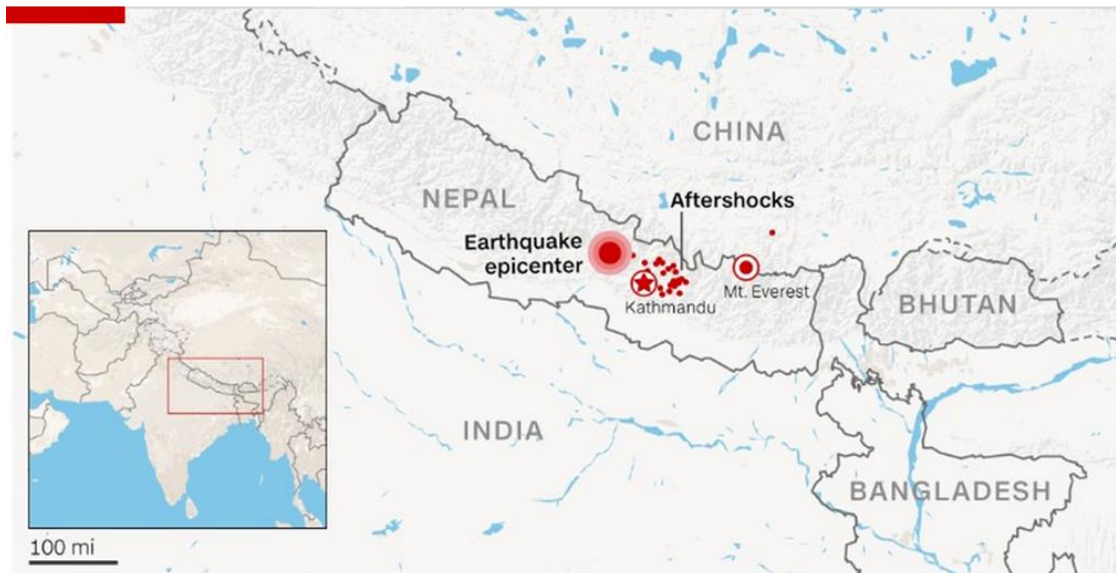 CHINA
NEPAL
Aftershocks
Earthquake
epicenter
Mt. Everest
Kathmandu
BHUTAN
INDIA
BANGLADESH
100 mi